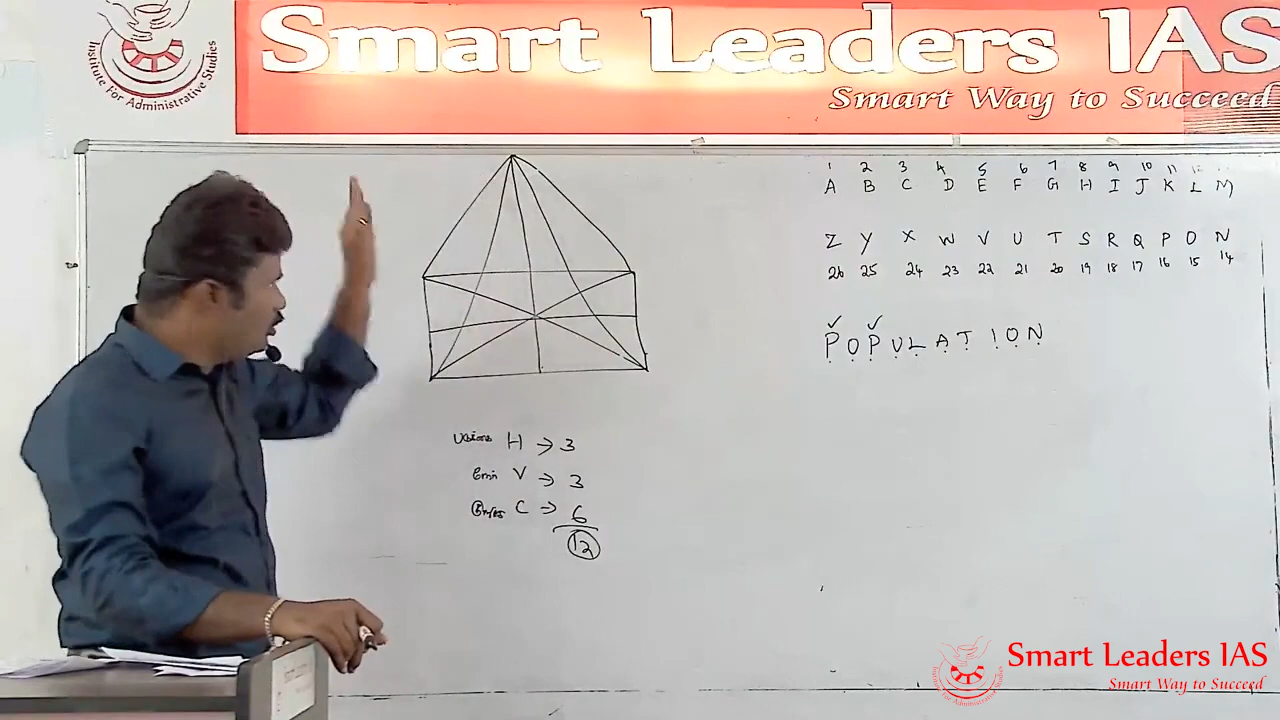 Institute For Administrative Studies
Smart Leaders IAS
Smart Way to Succeed
1 2 3 4 5 6 7 8 9 10 11 12
A B C D E F G H I J K L M
Z Y X W V U T S R Q P O N
26 25 24 23 22 21 20 19 18 17 16 15 14
POPULATION
H → 3
V → 3
C → 6
12
Smart Leaders IAS
Smart Way to Succeed